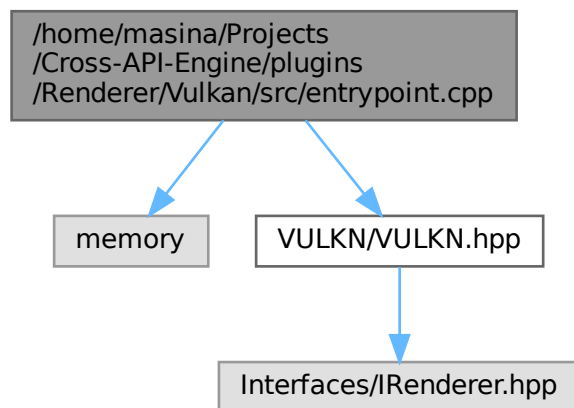 /home/masina/Projects
/Cross-API-Engine/plugins
/Renderer/Vulkan/src/entrypoint.cpp
memory
VULKN/VULKN.hpp
Interfaces/IRenderer.hpp